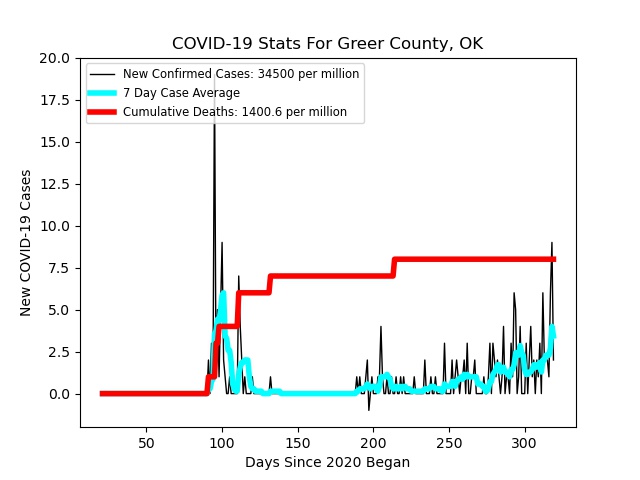 COVID-19 Stats For Greer County, OK
New Confirmed Cases: 34500 per million
7 Day Case Average
Cumulative Deaths: 1400.6 per million
New COVID-19 Cases
20.0
17.5
15.0
12.5
10.0
7.5
5.0
2.5
0.0
50 100 150 200 250 300
Days Since 2020 Began